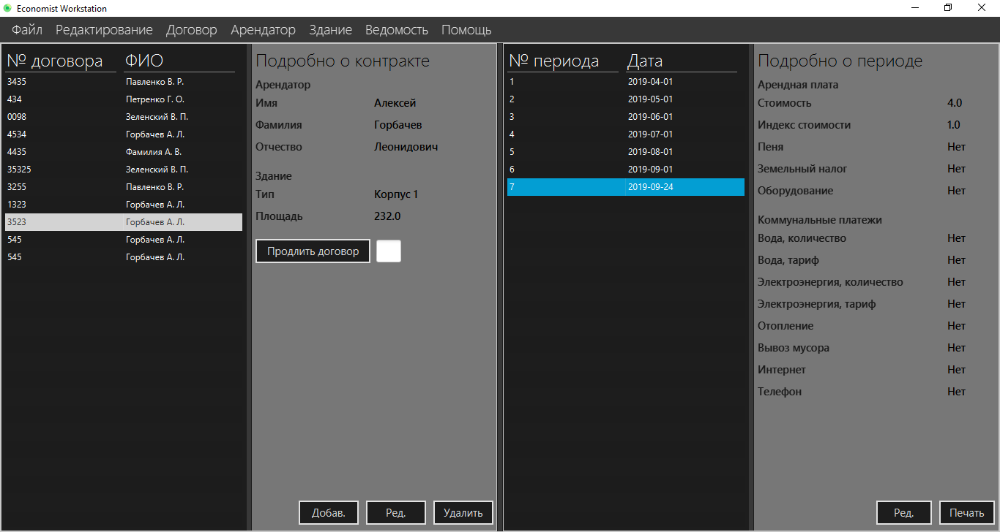 Economist Workstation
Файл Редактирование Договор Арендатор Здание Ведомость Помощь
№ договора ФИО
3435 Павленко В. Р.
434 Петренко Г. О.
0098 Зеленский В. П.
4534 Горбачев А. Л.
4435 Фамилия А. В.
35325 Зеленский В. П.
3255 Павленко В. Р.
1323 Горбачев А. Л.
3523 Горбачев А. Л.
545 Горбачев А. Л.
545 Горбачев А. Л.
Подробно о контракте
Арендатор
Имя Алексей
Фамилия Горбачев
Отчество Леонидович
Здание
Тип Корпус 1
Площадь 232.0
Продлить договор
Добав. Ред. Удалить
№ периода Дата
1 2019-04-01
2 2019-05-01
3 2019-06-01
4 2019-07-01
5 2019-08-01
6 2019-09-01
7 2019-09-24
Подробно о периоде
Арендная плата
Стоимость 4.0
Индекс стоимости 1.0
Пеня Нет
Земельный налог Нет
Оборудование Нет
Коммунальные платежи
Вода, количество Нет
Вода, тариф Нет
Электроэнергия, количество Нет
Электроэнергия, тариф Нет
Отопление Нет
Вывоз мусора Нет
Интернет Нет
Телефон Нет
Ред. Печать